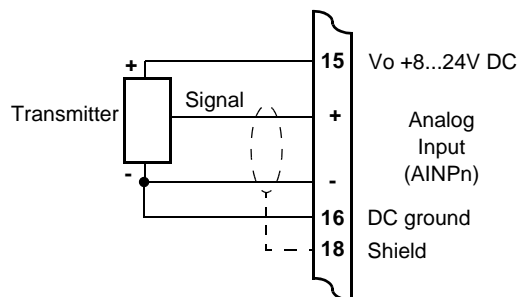 15 Vo +8...24V DC
+
Transmitter
Signal
+
Analog
Input
(AINPn)
-
-
16 DC ground
18 Shield